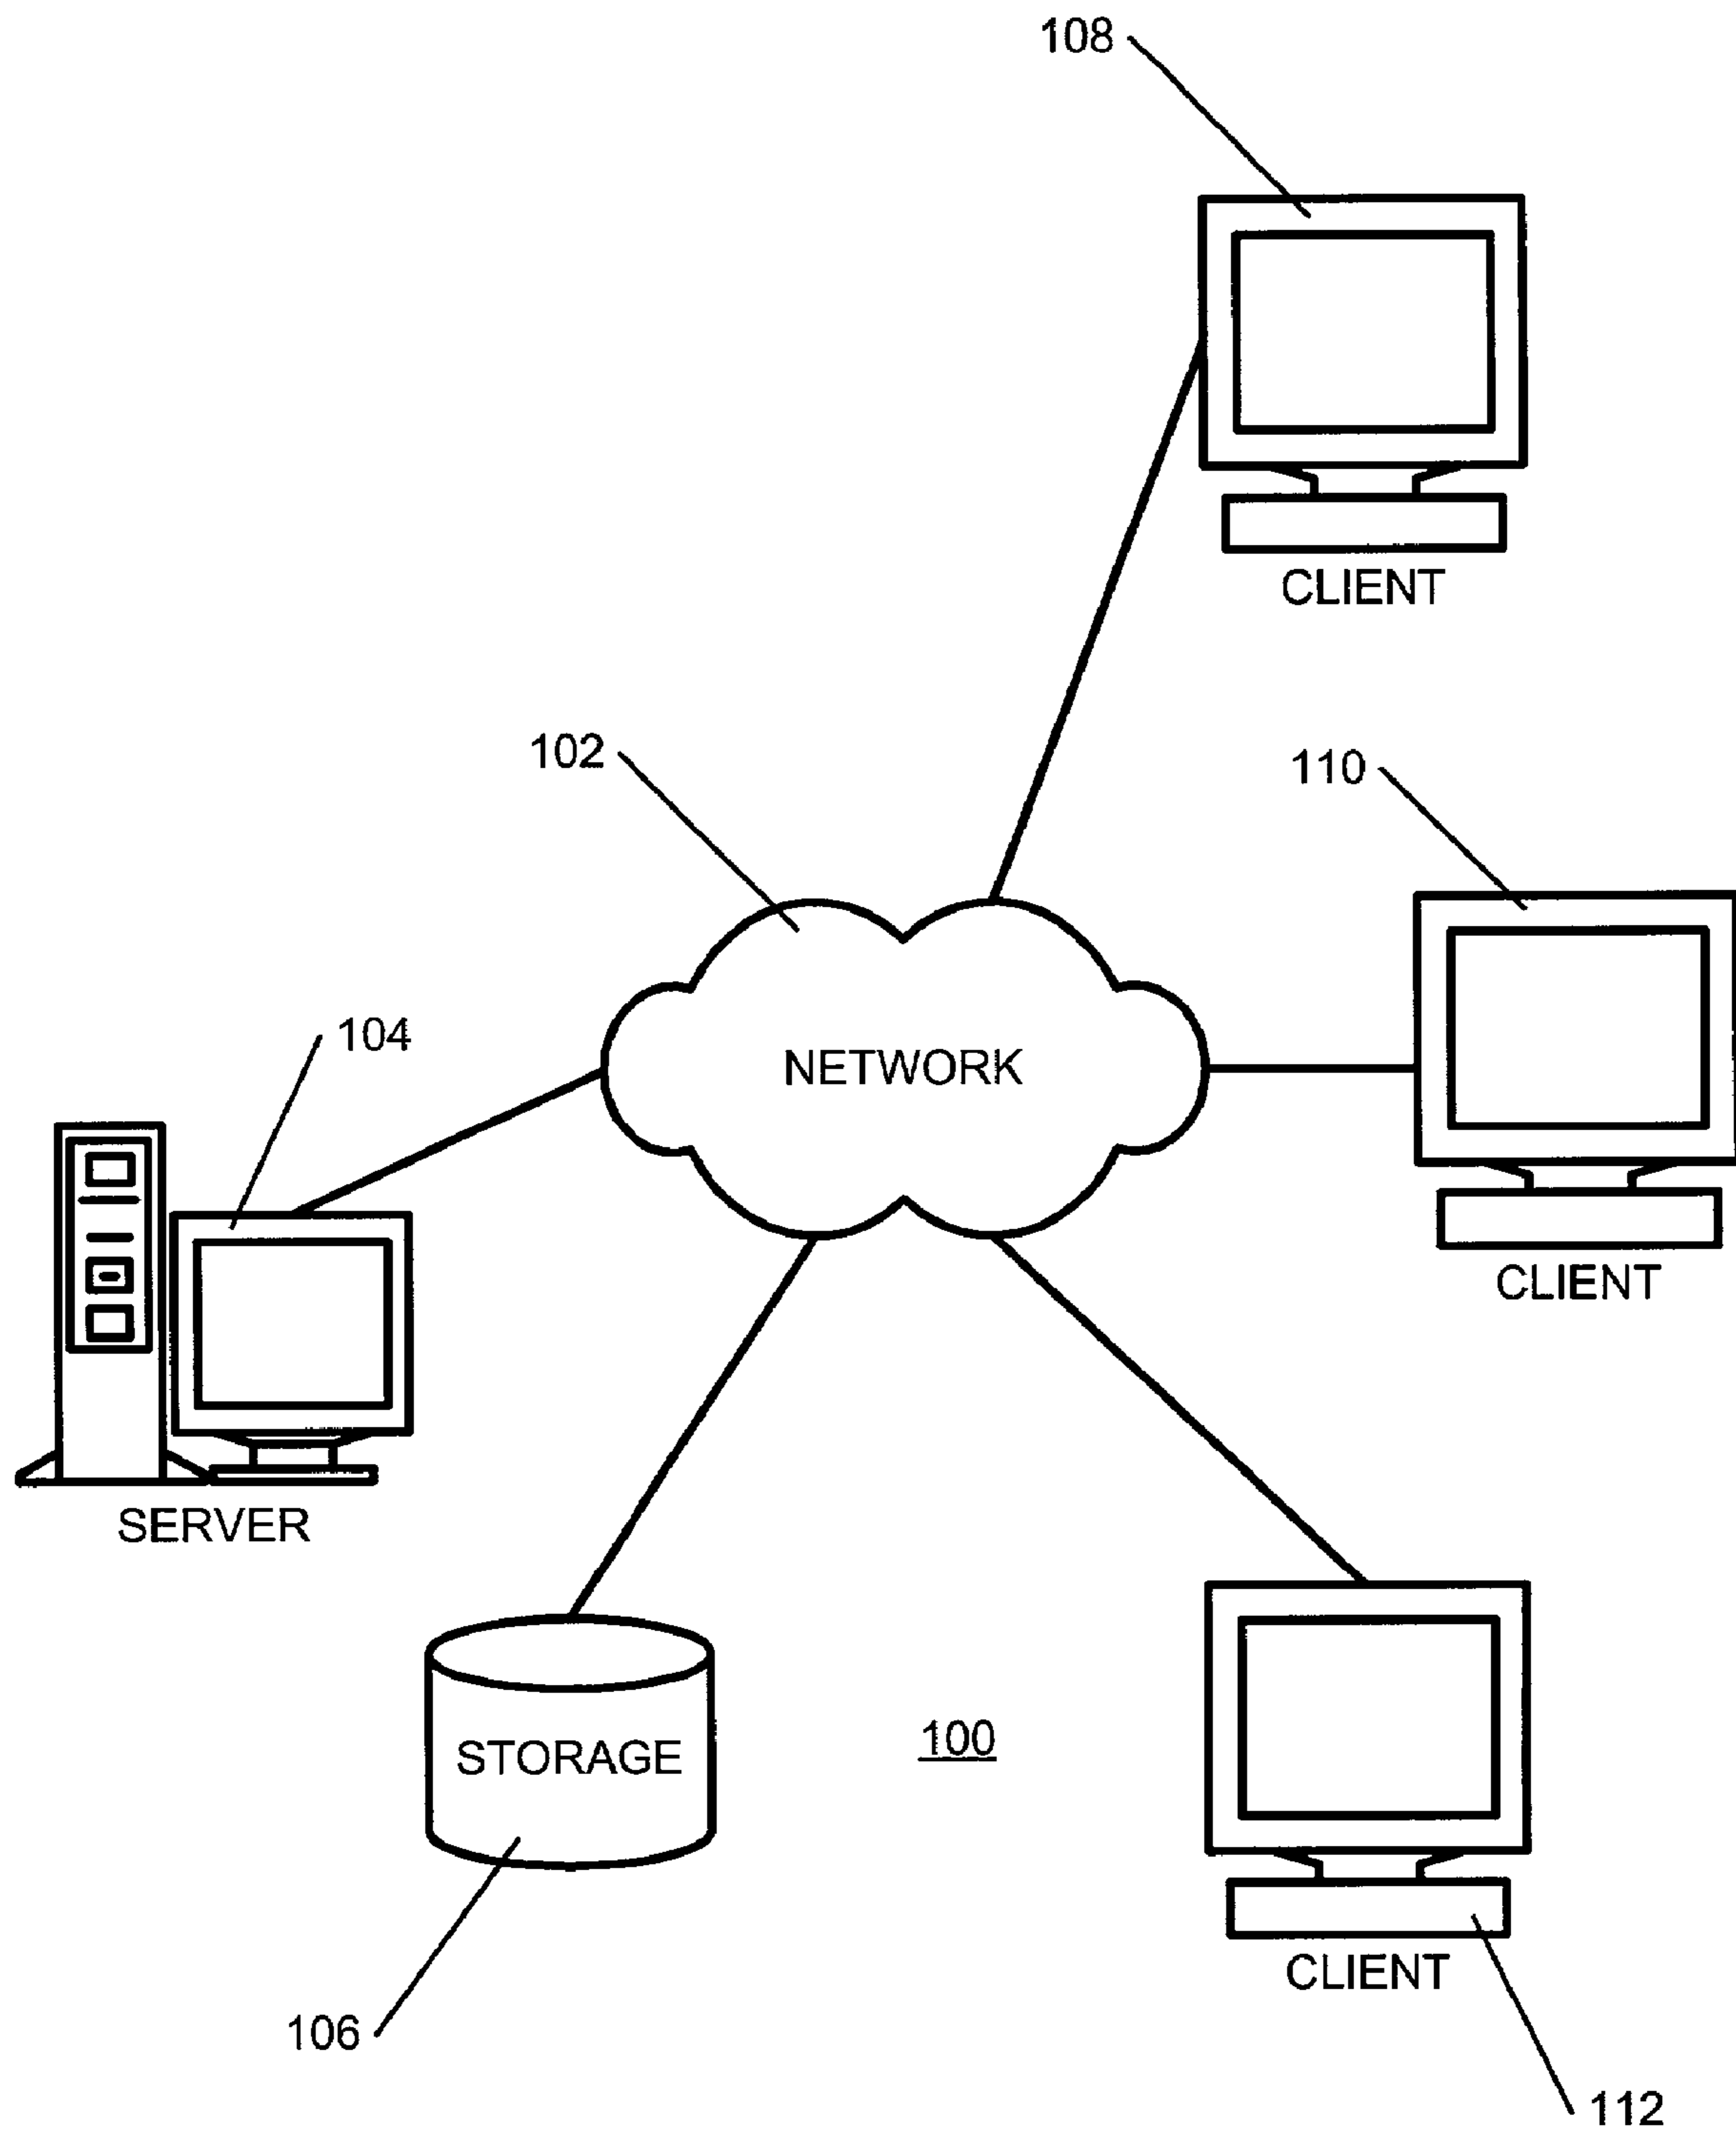 108
CLIENT
102
110
104
NETWORK
CLIENT
SERVER
STORAGE
100
CLIENT
106
112